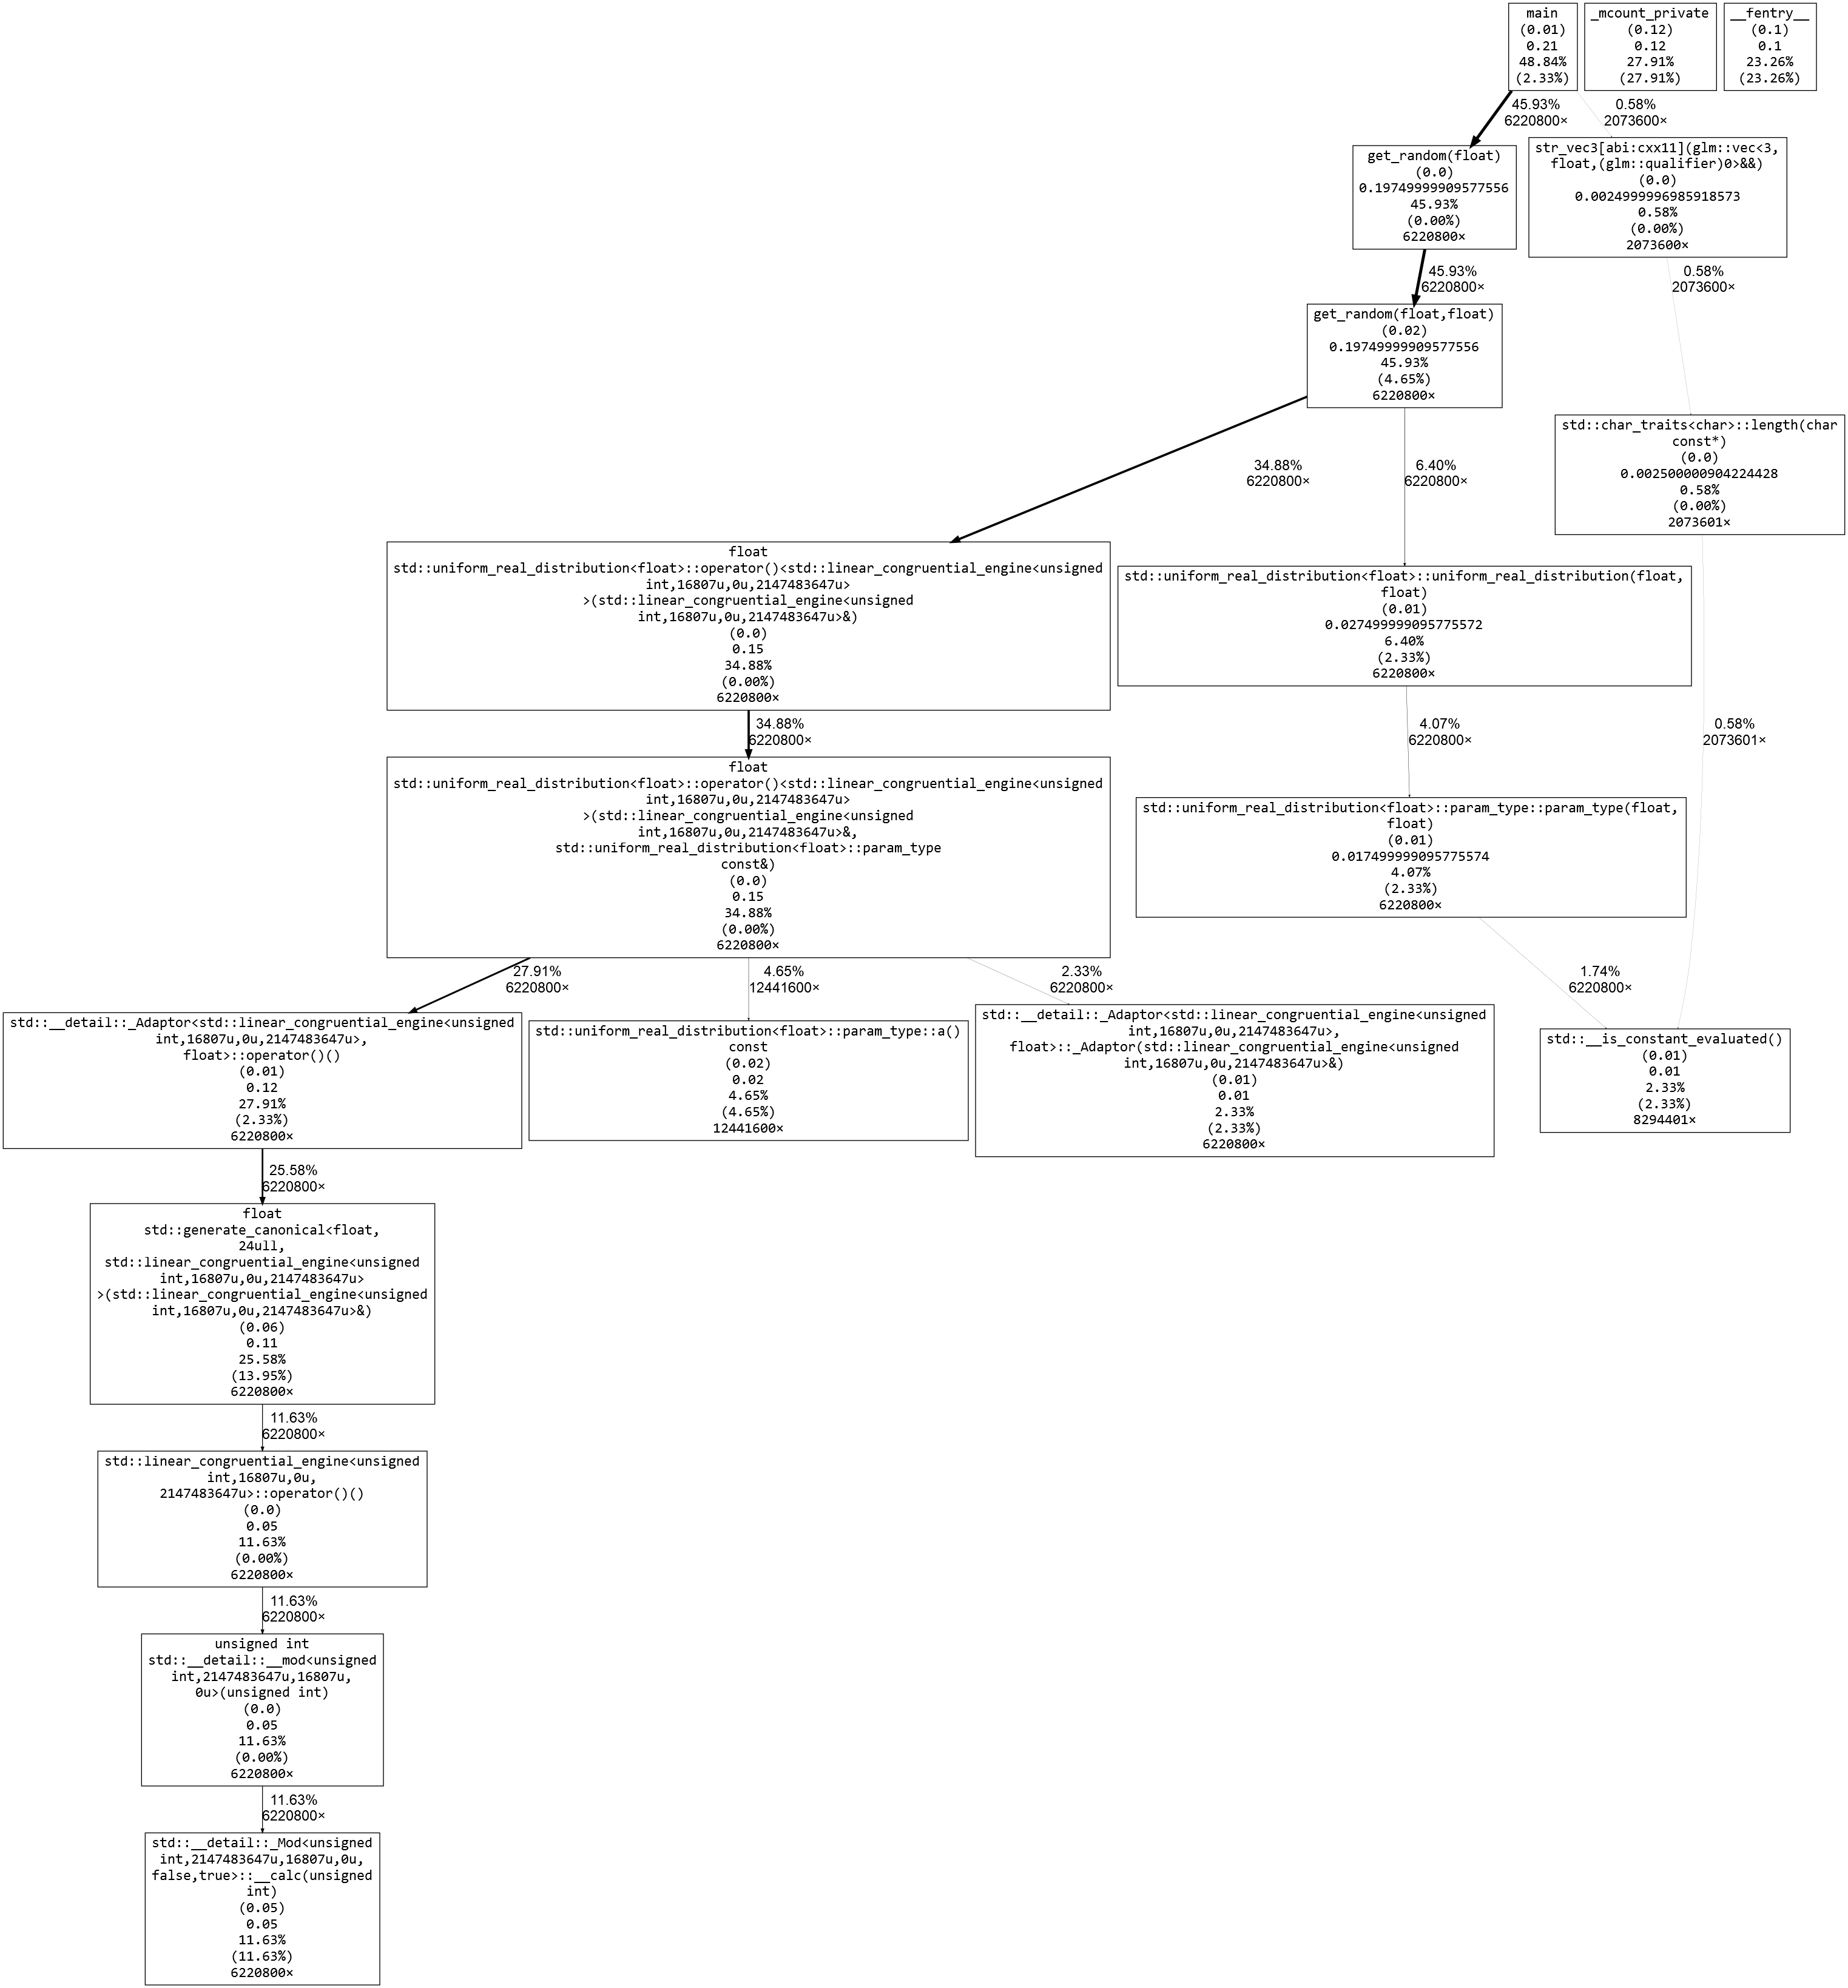 main
(0.01)
0.21
48.84%
(2.33%)
_mcount_private
(0.12)
0.12
27.91%
(27.91%)
__fentry__
(0.1)
0.1
23.26%
(23.26%)
45.93%
6220800×
0.58%
2073600×
get_random(float)
(0.0)
0.19749999909577556
45.93%
(0.00%)
6220800×
str_vec3[abi:cxx11](glm::vec<3,
float,(glm::qualifier)0>&&)
(0.0)
0.0024999996985918573
0.58%
(0.00%)
2073600×
45.93%
6220800×
0.58%
2073600×
get_random(float,float)
(0.02)
0.19749999909577556
45.93%
(4.65%)
6220800×
std::char_traits<char>::length(char
const*)
(0.0)
0.002500000904224428
0.58%
(0.00%)
2073601×
34.88%
6220800×
6.40%
6220800×
float
std::uniform_real_distribution<float>::operator()<std::linear_congruential_engine<unsigned
int,16807u,0u,2147483647u>
>(std::linear_congruential_engine<unsigned
int,16807u,0u,2147483647u>&)
(0.0)
0.15
34.88%
(0.00%)
6220800×
std::uniform_real_distribution<float>::uniform_real_distribution(float,
float)
(0.01)
0.027499999095775572
6.40%
(2.33%)
6220800×
34.88%
6220800×
4.07%
6220800×
0.58%
2073601×
float
std::uniform_real_distribution<float>::operator()<std::linear_congruential_engine<unsigned
int,16807u,0u,2147483647u>
>(std::linear_congruential_engine<unsigned
int,16807u,0u,2147483647u>&,
std::uniform_real_distribution<float>::param_type
const&)
(0.0)
0.15
34.88%
(0.00%)
6220800×
std::uniform_real_distribution<float>::param_type::param_type(float,
float)
(0.01)
0.017499999095775574
4.07%
(2.33%)
6220800×
27.91%
6220800×
4.65%
12441600×
2.33%
6220800×
1.74%
6220800×
std::__detail::_Adaptor<std::linear_congruential_engine<unsigned
int,16807u,0u,2147483647u>,
float>::operator()()
(0.01)
0.12
27.91%
(2.33%)
6220800×
std::uniform_real_distribution<float>::param_type::a()
const
(0.02)
0.02
4.65%
(4.65%)
12441600×
std::__detail::_Adaptor<std::linear_congruential_engine<unsigned
int,16807u,0u,2147483647u>,
float>::_Adaptor(std::linear_congruential_engine<unsigned
int,16807u,0u,2147483647u>&)
(0.01)
0.01
2.33%
(2.33%)
6220800×
std::__is_constant_evaluated()
(0.01)
0.01
2.33%
(2.33%)
8294401×
25.58%
6220800×
float
std::generate_canonical<float,
24ull,
std::linear_congruential_engine<unsigned
int,16807u,0u,2147483647u>
>(std::linear_congruential_engine<unsigned
int,16807u,0u,2147483647u>&)
(0.06)
0.11
25.58%
(13.95%)
6220800×
11.63%
6220800×
std::linear_congruential_engine<unsigned
int,16807u,0u,
2147483647u>::operator()()
(0.0)
0.05
11.63%
(0.00%)
6220800×
11.63%
6220800×
unsigned int
std::__detail::__mod<unsigned
int,2147483647u,16807u,
0u>(unsigned int)
(0.0)
0.05
11.63%
(0.00%)
6220800×
11.63%
6220800×
std::__detail::_Mod<unsigned
int,2147483647u,16807u,0u,
false,true>::__calc(unsigned
int)
(0.05)
0.05
11.63%
(11.63%)
6220800×